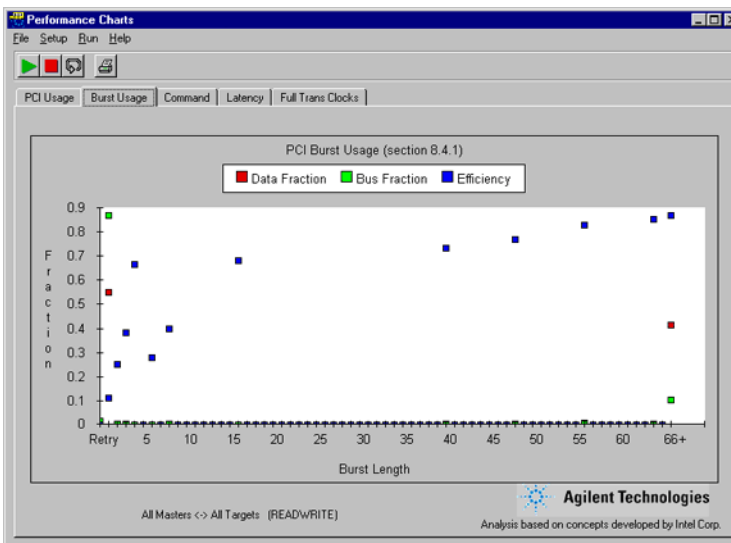 Performance Charts
File Setup Run Help
PCI Usage Burst Usage Command Latency Full Trans Clocks
PCI Burst Usage (section 8.4.1)
Data Fraction Bus Fraction Efficiency
0.9
0.8
0.7
0.6
0.5
0.4
0.3
0.2
0.1
0
Fraction
Retry 5 10 15 20 25 30 35 40 45 50 55 60 66+
Burst Length
Agilent Technologies
All Masters <-> All Targets (READWRITE)
Analysis based on concepts developed by Intel Corp.